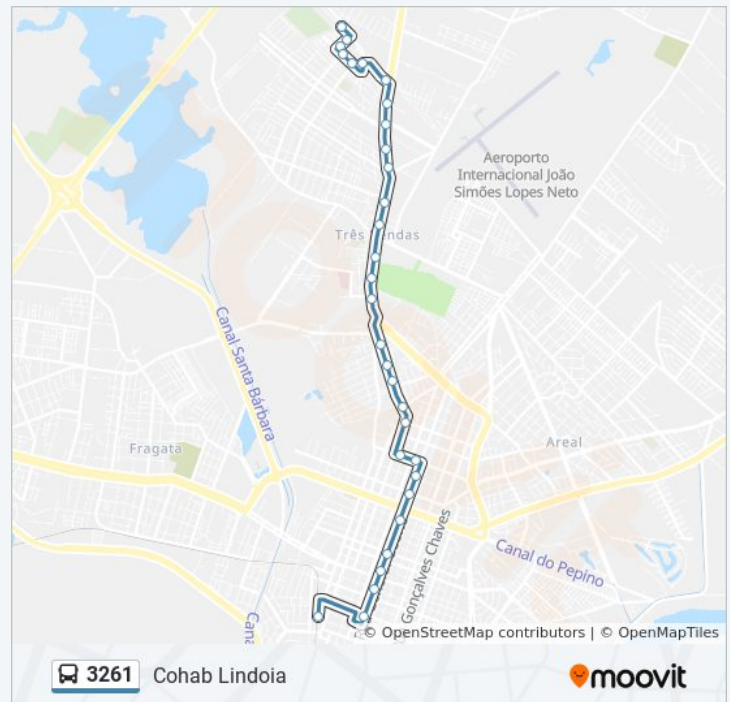 Aeroporto
Internacional João
Simões Lopes Neto
Três
Canal Santa Bárbara
Fragata
Areal
Gonçalves Chaves
Canal do Pepino
© OpenStreetMap contributors | © OpenMapTiles
3261 Cohab Lindoia
moovit